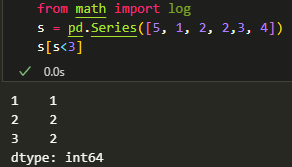 from math import log
s = pd.Series([5, 1, 2, 2,3, 4])
s[s<3]
0.0s
1    1
2    2
3    2
dtype: int64